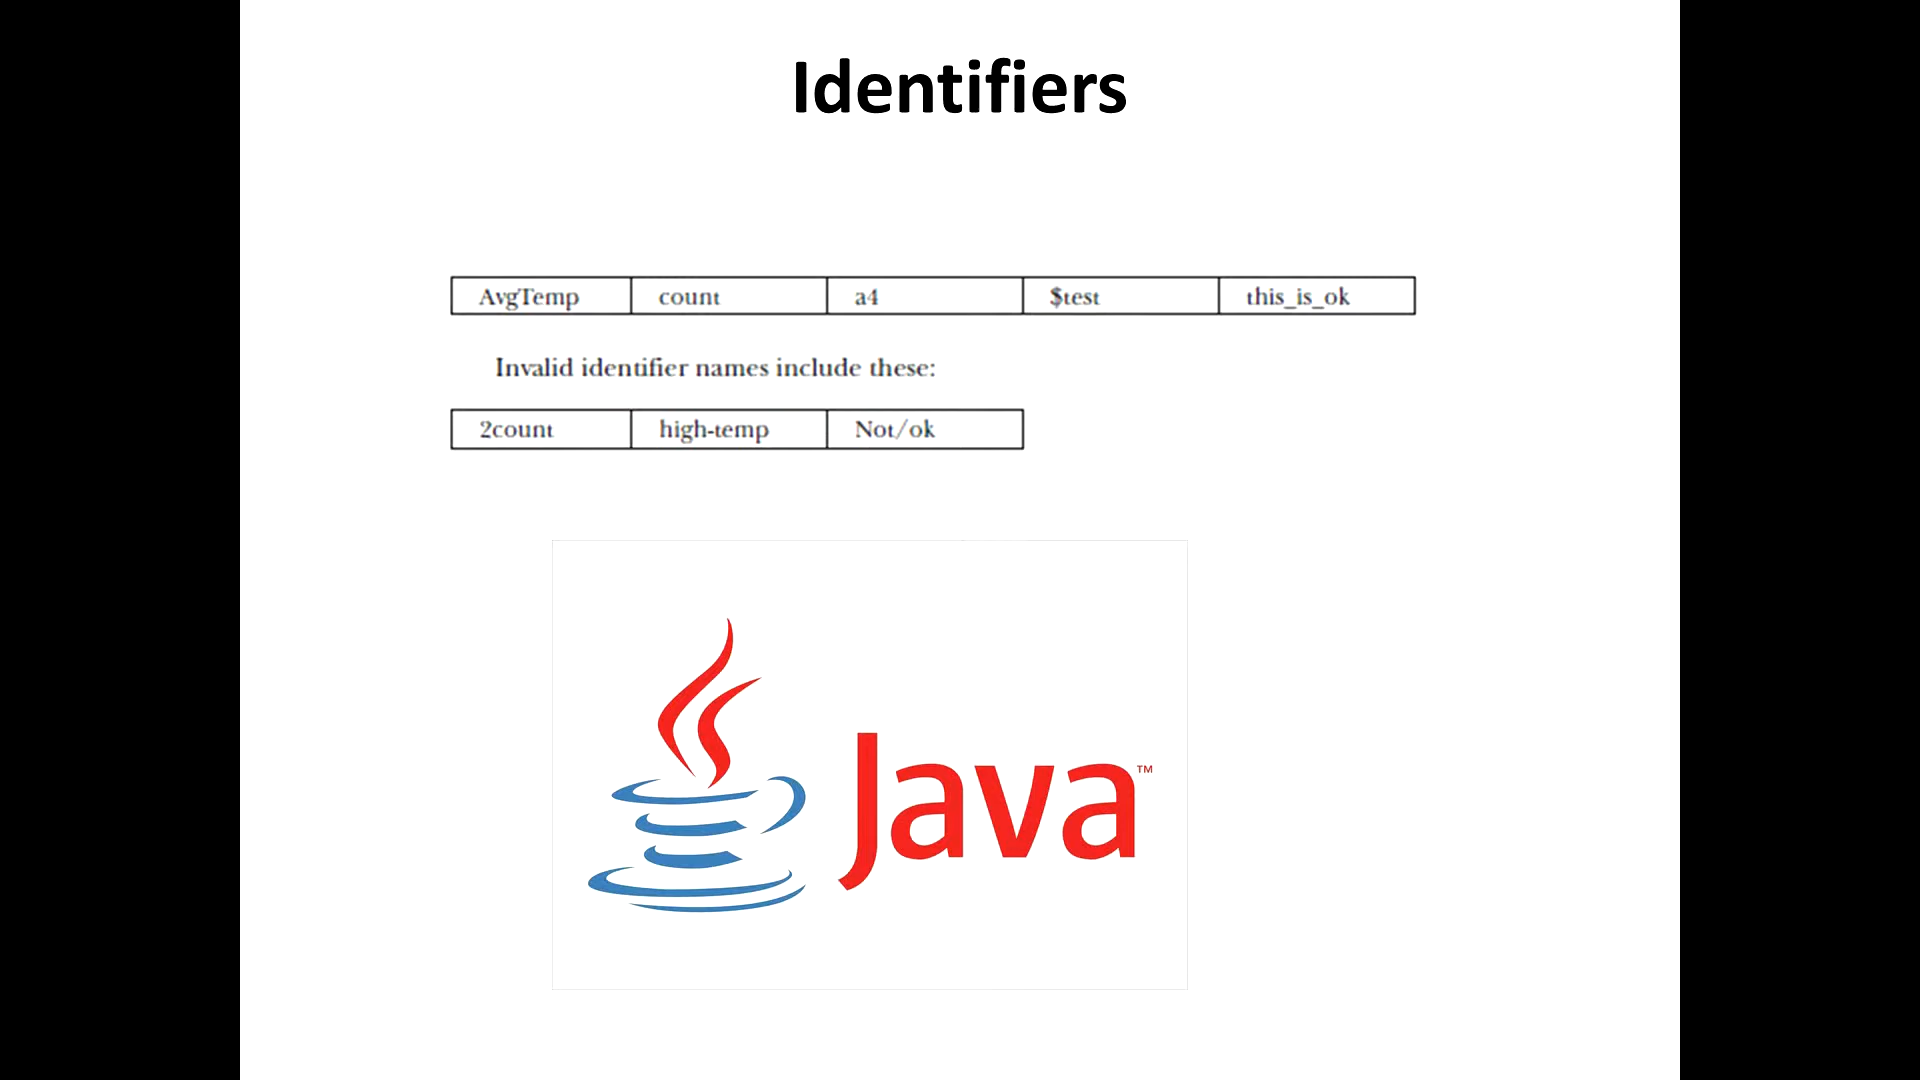 Identifiers
AvgTemp count a4 $test this_is_ok
Invalid identifier names include these:
2count high-temp Not/ok
Java™